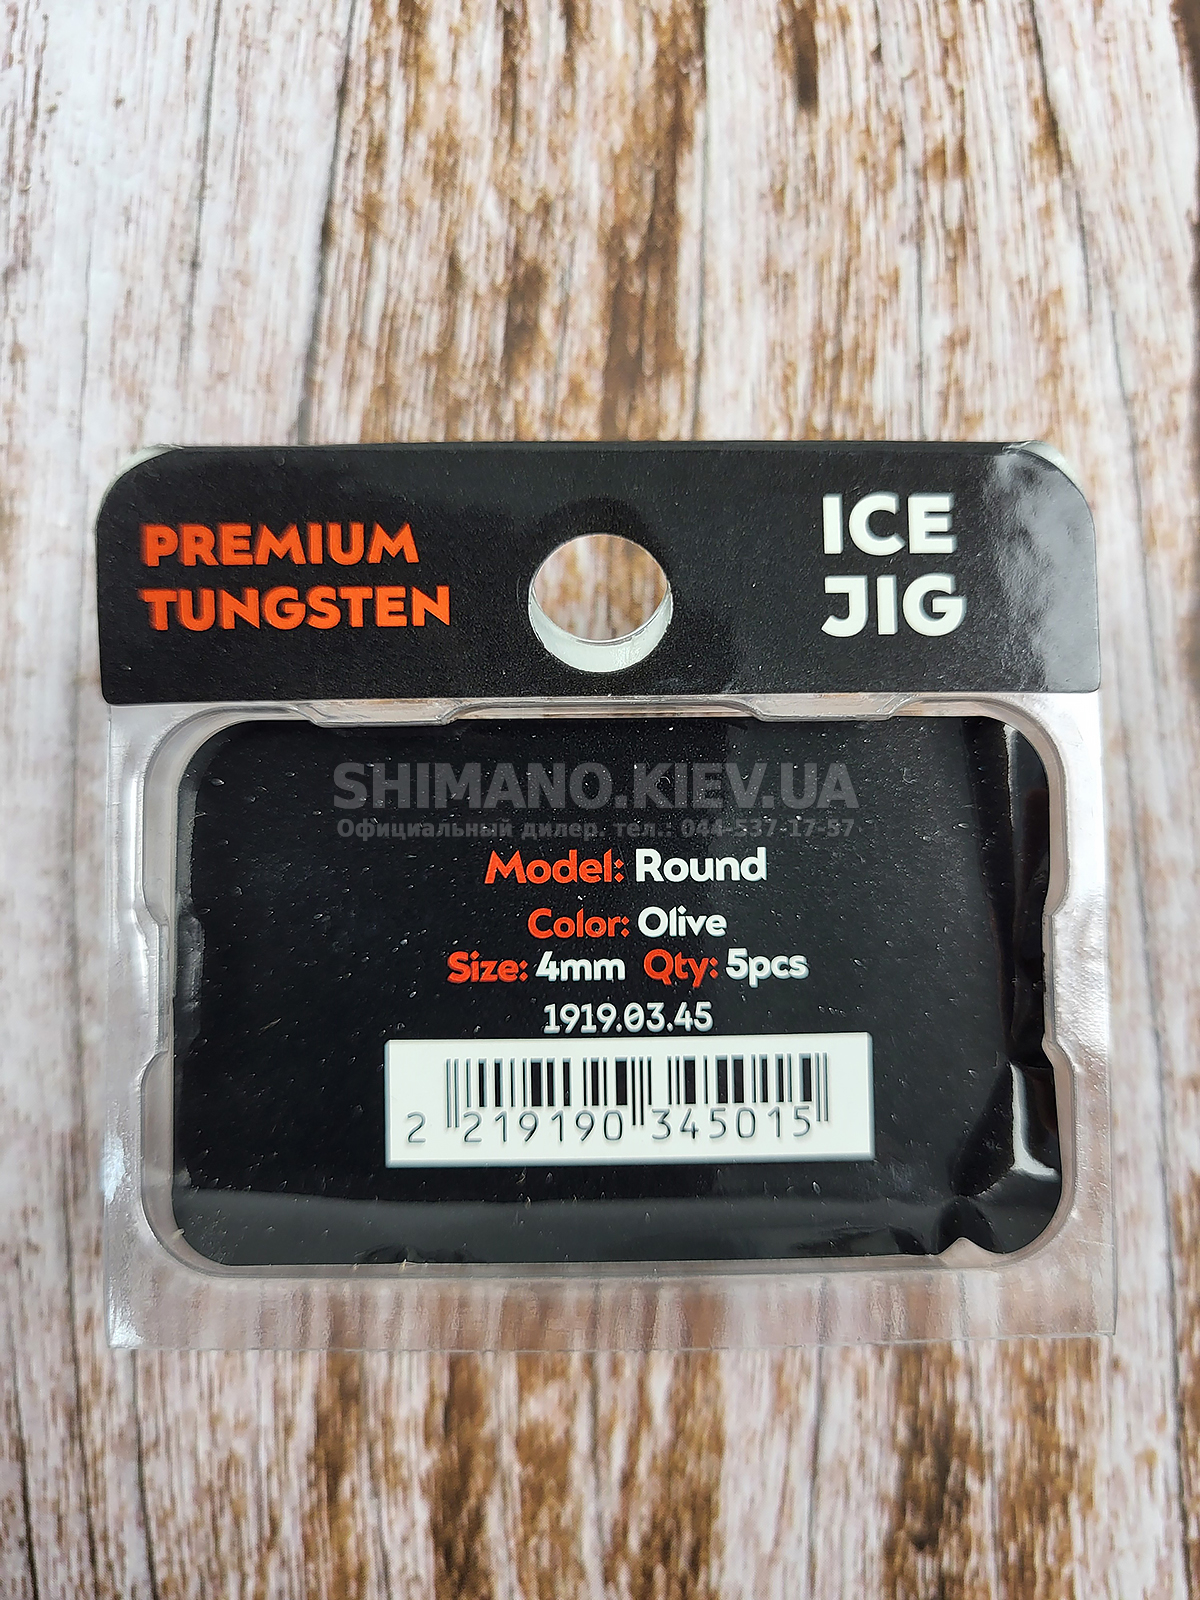 PREMIUM
TUNGSTEN
ICE
JIG
SHIMANO.KIEV.UA
Официальный дилер. тел.: 044-537-17-57
Model: Round
Color: Olive
Size: 4mm Qty: 5pcs
1919.03.45
2 219190 345015